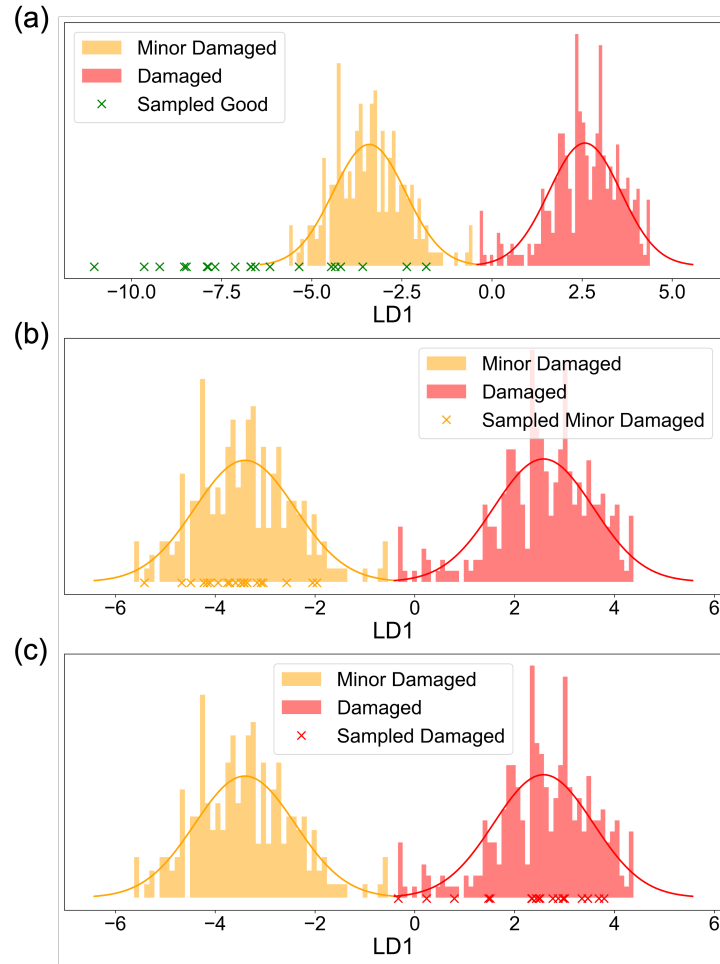 (a)
Minor Damaged
Damaged
Sampled Good
−10.0 −7.5 −5.0 −2.5 0.0 2.5 5.0
LD1
(b)
Minor Damaged
Damaged
Sampled Minor Damaged
−6 −4 −2 0 2 4 6
LD1
(c)
Minor Damaged
Damaged
Sampled Damaged
−6 −4 −2 0 2 4 6
LD1